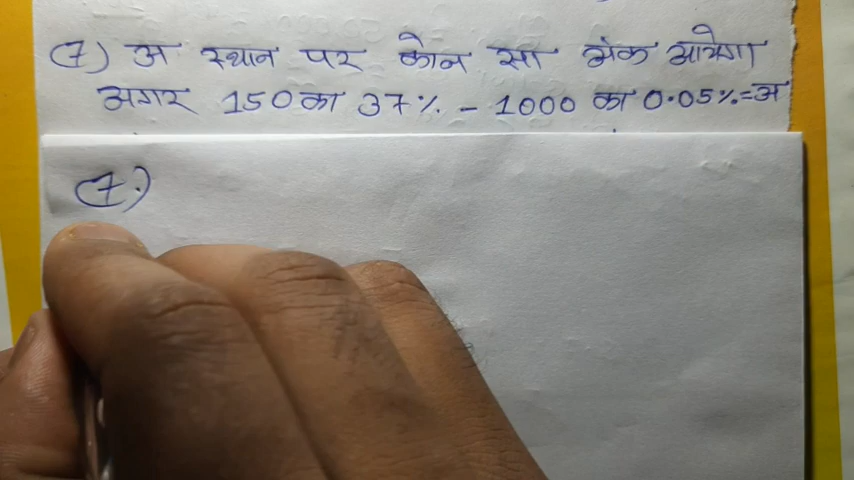 (7) अ स्थान पर कोन सा अंक आयेगा
अगर 150 का 37% - 1000 का 0.05% = अ
(7.)